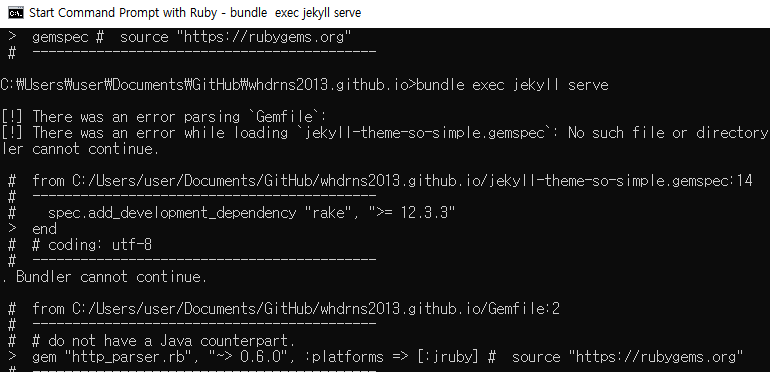 Start Command Prompt with Ruby - bundle  exec jekyll serve
>  gemspec #  source "https://rubygems.org"
#  -------------------------------------------
C:₩Users₩user₩Documents₩GitHub₩whdrns2013.github.io>bundle exec jekyll serve
[!] There was an error parsing `Gemfile`:
[!] There was an error while loading `jekyll-theme-so-simple.gemspec`: No such file or directory
ler cannot continue.
#  from C:/Users/user/Documents/GitHub/whdrns2013.github.io/jekyll-theme-so-simple.gemspec:14
#  -------------------------------------------
#    spec.add_development_dependency "rake", ">= 12.3.3"
>  end
#  # coding: utf-8
#  -------------------------------------------
. Bundler cannot continue.
#  from C:/Users/user/Documents/GitHub/whdrns2013.github.io/Gemfile:2
#  -------------------------------------------
#  # do not have a Java counterpart.
>  gem "http_parser.rb", "~> 0.6.0", :platforms => [:jruby] #  source "https://rubygems.org"
#  -------------------------------------------